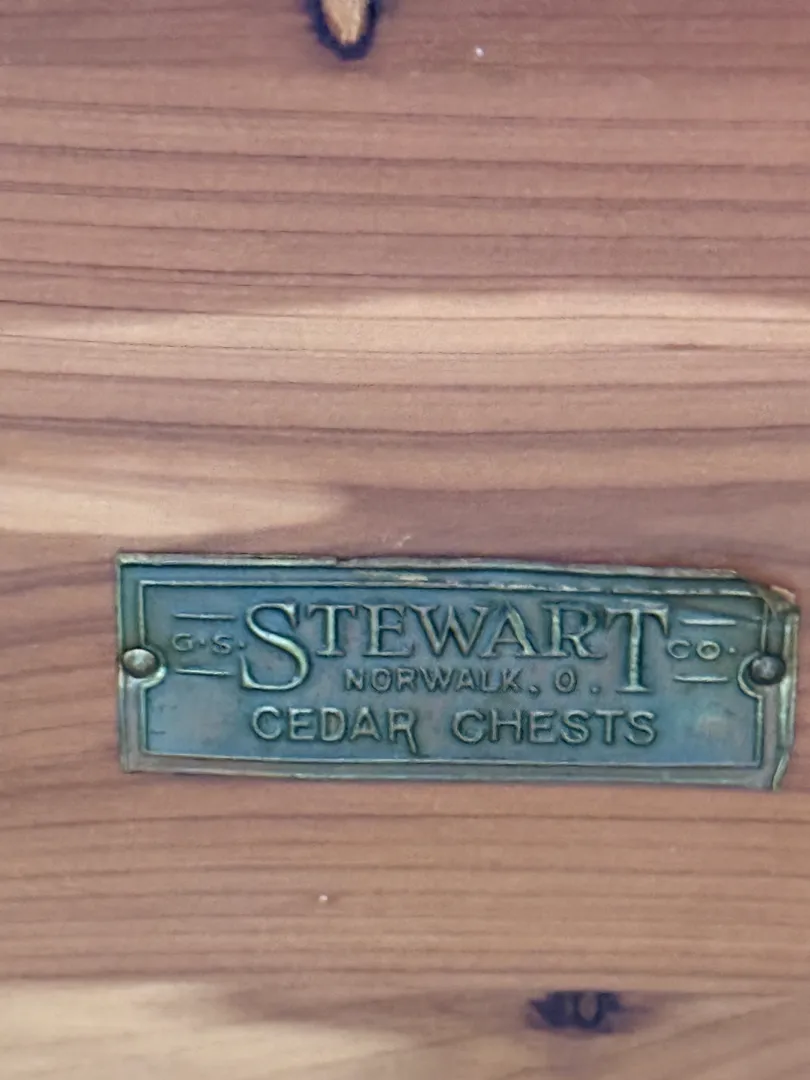 G.S. STEWART CO.
NORWALK, O.
CEDAR CHESTS